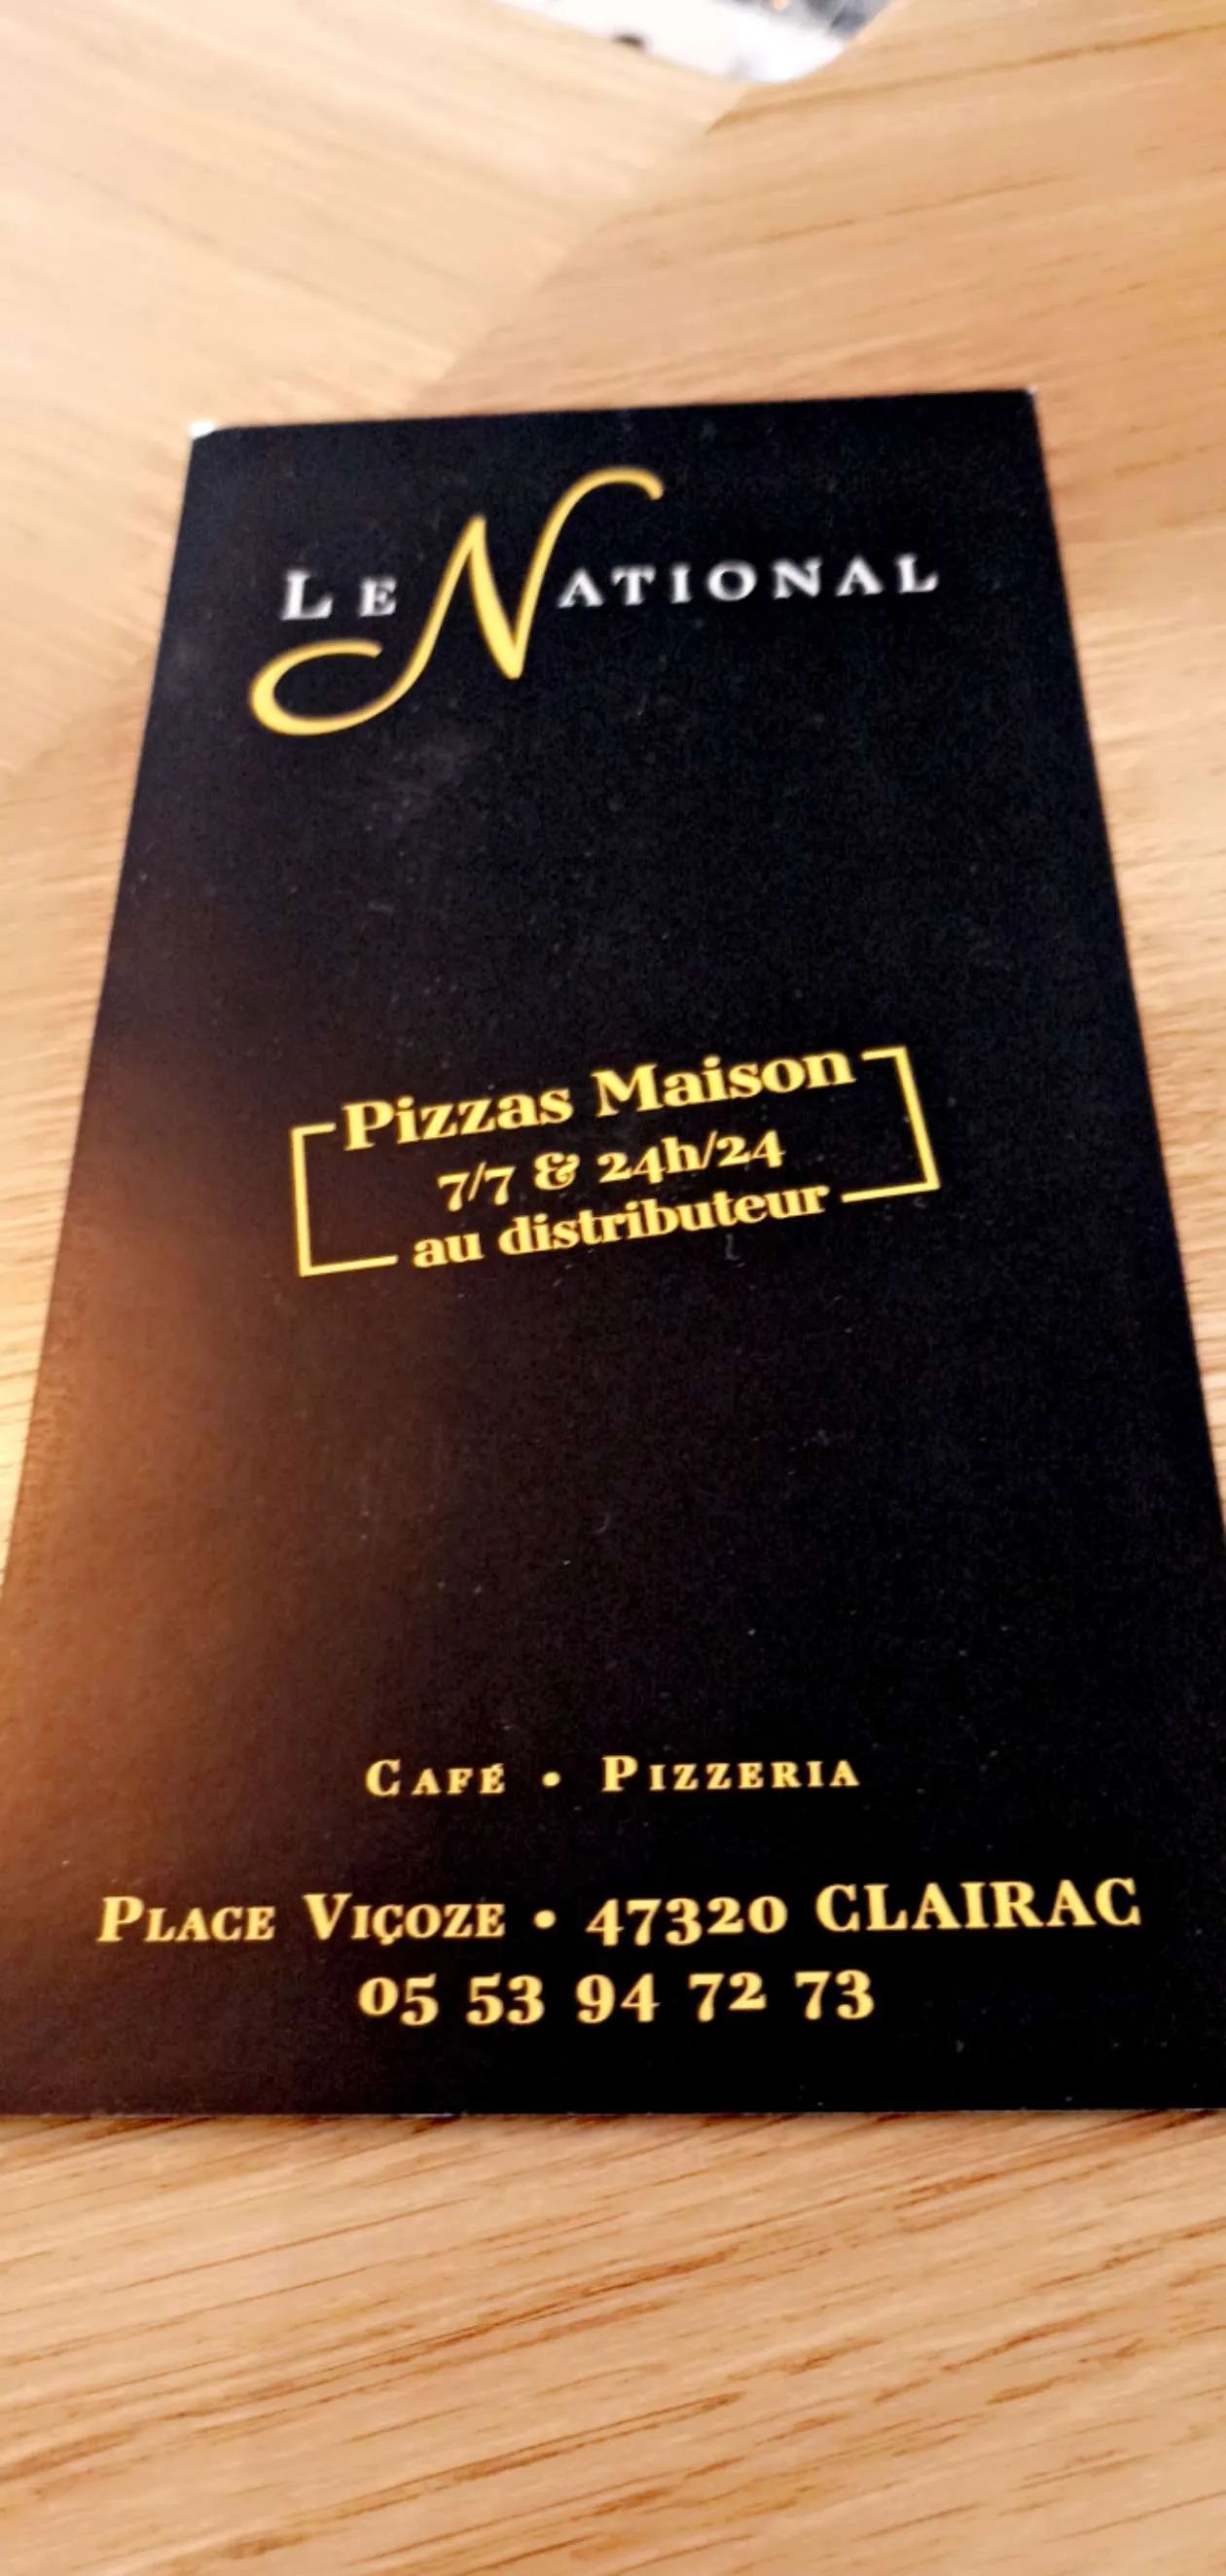 Le National
Pizzas Maison
7/7 & 24h/24
au distributeur
Café • Pizzeria
Place Viçoze • 47320 CLAIRAC
05 53 94 72 73